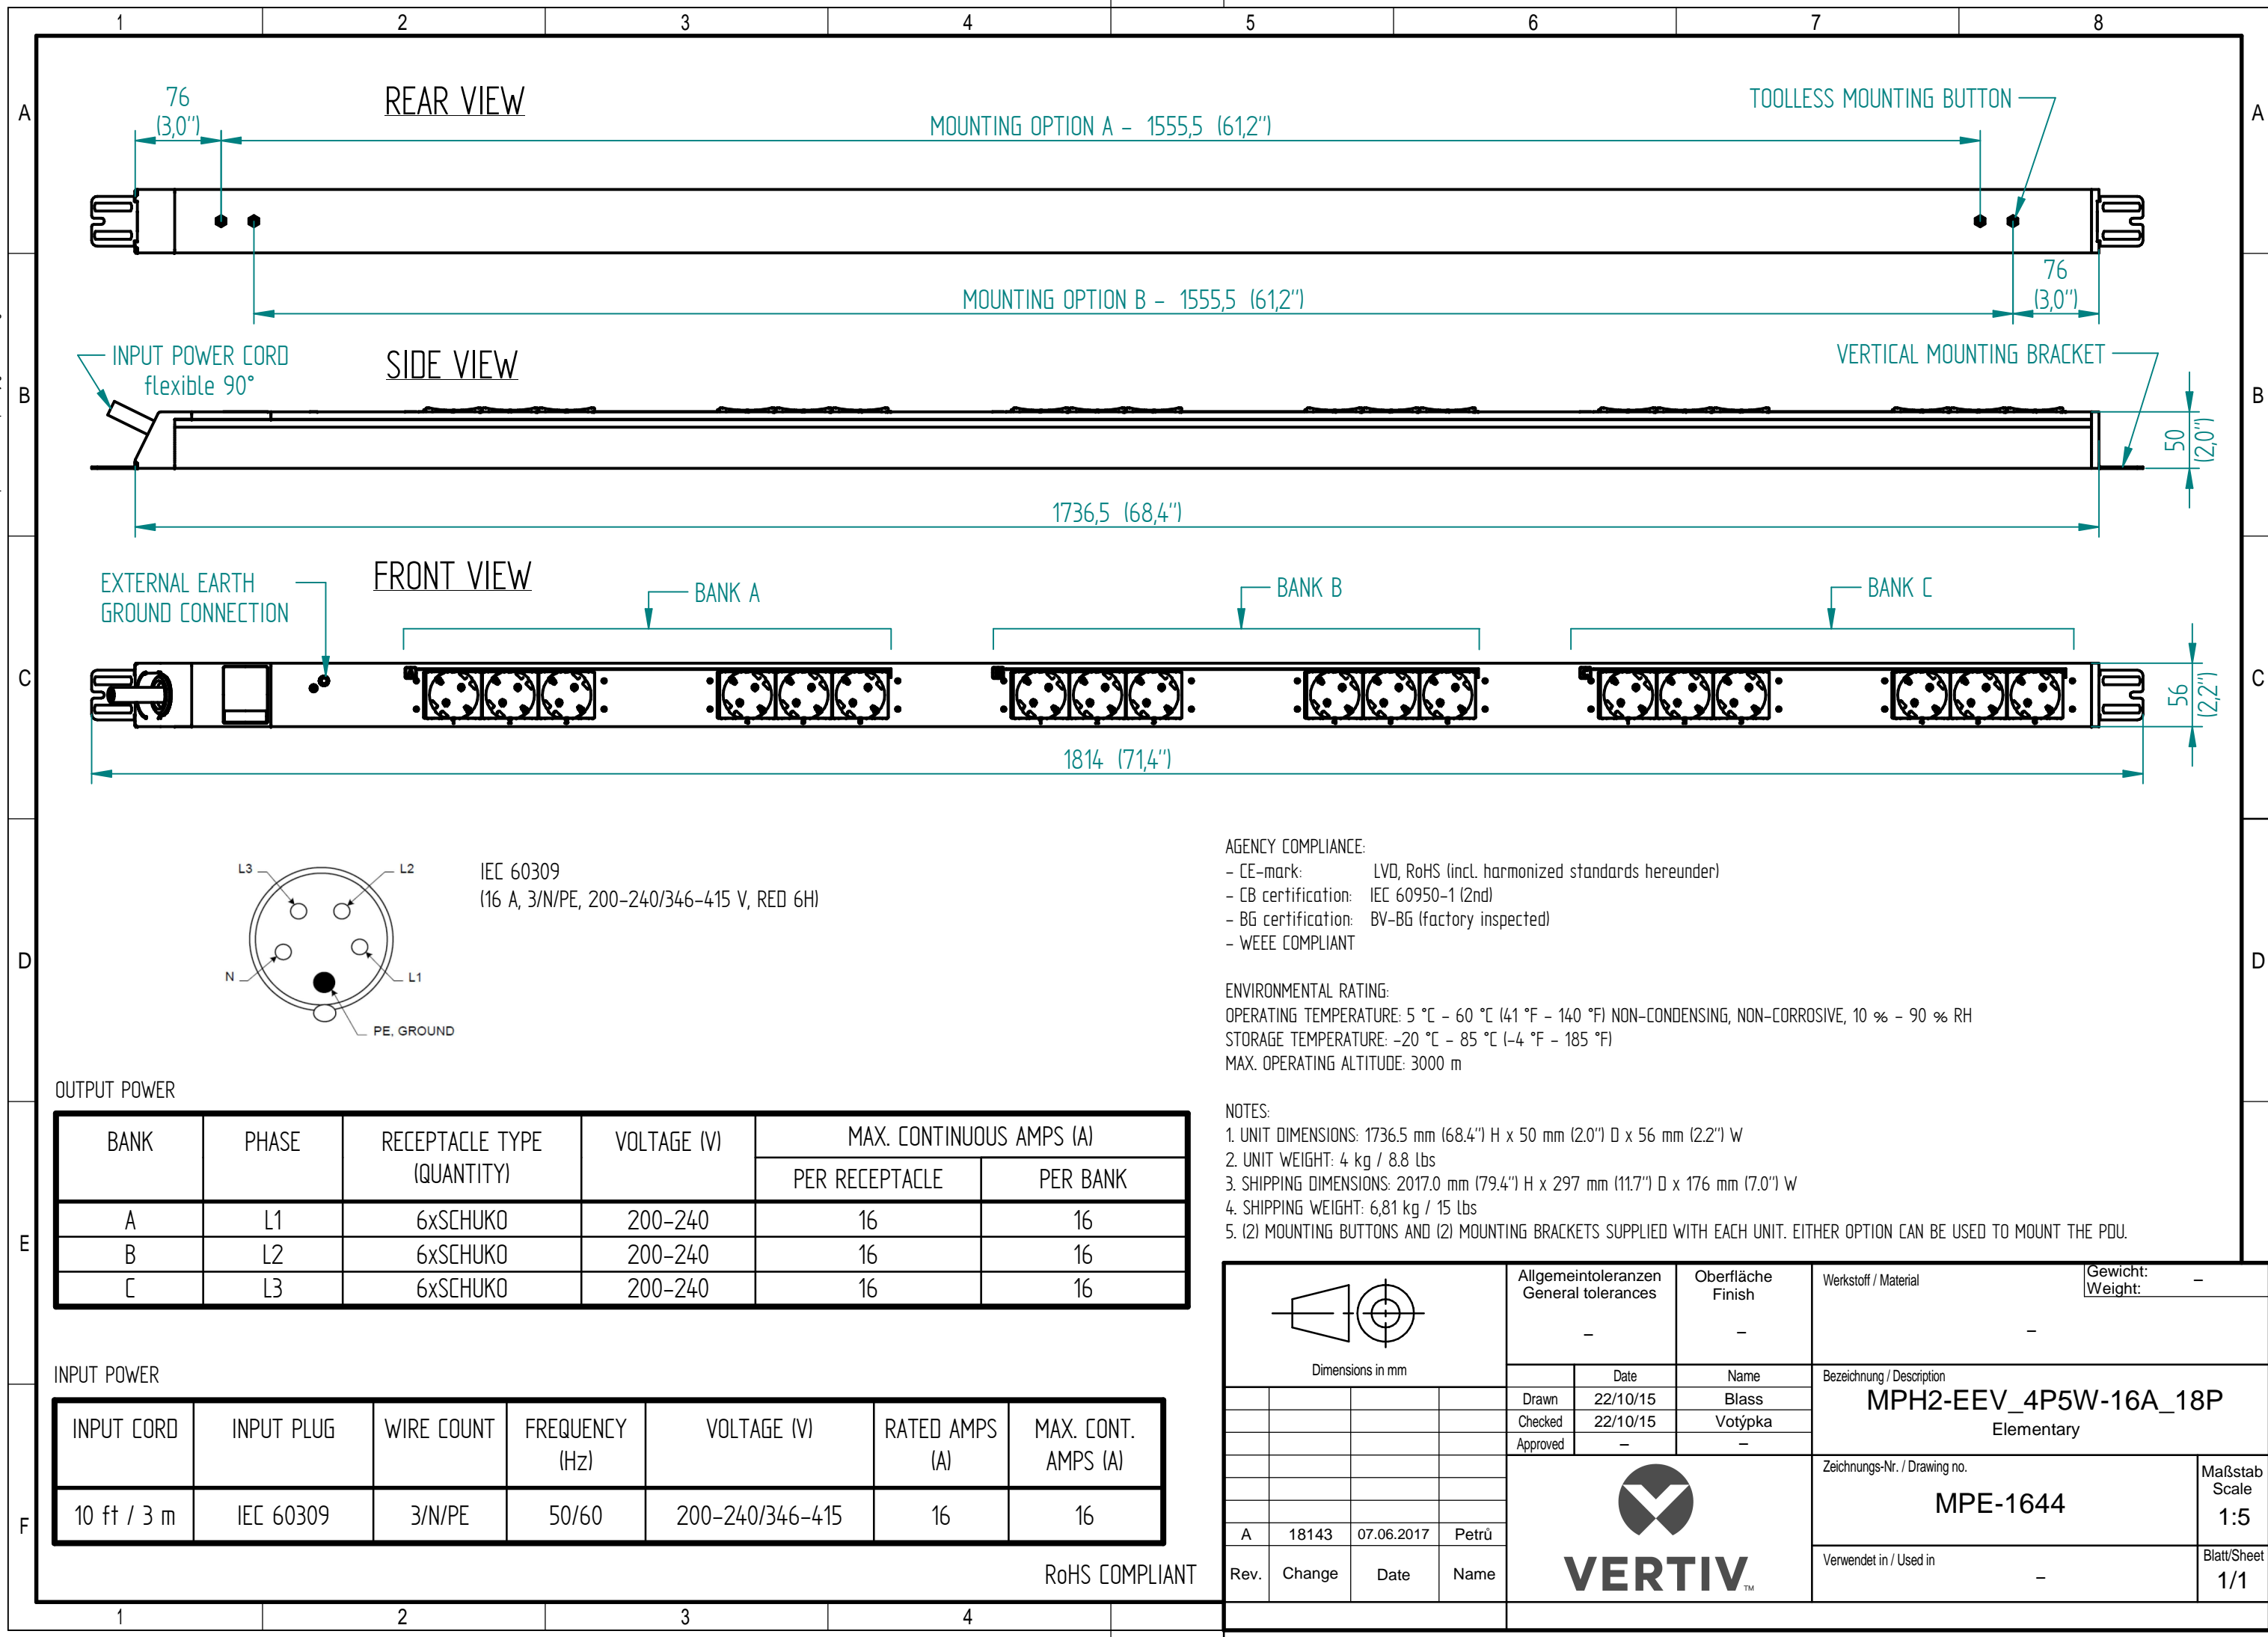 1 2 3 4 5 6 7 8
A A
REAR VIEW
76
(3,0'')
MOUNTING OPTION A - 1555,5 (61,2'')
TOOLLESS MOUNTING BUTTON
MOUNTING OPTION B - 1555,5 (61,2'')
76
(3,0'')
B B
SIDE VIEW
INPUT POWER CORD
flexible 90°
VERTICAL MOUNTING BRACKET
50
(2,0'')
1736,5 (68,4'')
C C
FRONT VIEW
EXTERNAL EARTH
GROUND CONNECTION
BANK A
BANK B
BANK C
56
(2,2'')
1814 (71,4'')
D D
L3
L2
N
L1
PE, GROUND
IEC 60309
(16 A, 3/N/PE, 200-240/346-415 V, RED 6H)
AGENCY COMPLIANCE:
- CE-mark: LVD, RoHS (incl. harmonized standards hereunder)
- CB certification: IEC 60950-1 (2nd)
- BG certification: BV-BG (factory inspected)
- WEEE COMPLIANT
ENVIRONMENTAL RATING:
OPERATING TEMPERATURE: 5 °C - 60 °C (41 °F - 140 °F) NON-CONDENSING, NON-CORROSIVE, 10 % - 90 % RH
STORAGE TEMPERATURE: -20 °C - 85 °C (-4 °F - 185 °F)
MAX. OPERATING ALTITUDE: 3000 m
NOTES:
1. UNIT DIMENSIONS: 1736.5 mm (68.4'') H x 50 mm (2.0'') D x 56 mm (2.2'') W
2. UNIT WEIGHT: 4 kg / 8.8 lbs
3. SHIPPING DIMENSIONS: 2017.0 mm (79.4'') H x 297 mm (11.7'') D x 176 mm (7.0'') W
4. SHIPPING WEIGHT: 6,81 kg / 15 lbs
5. (2) MOUNTING BUTTONS AND (2) MOUNTING BRACKETS SUPPLIED WITH EACH UNIT. EITHER OPTION CAN BE USED TO MOUNT THE PDU.
OUTPUT POWER
BANK PHASE RECEPTACLE TYPE (QUANTITY) VOLTAGE (V) MAX. CONTINUOUS AMPS (A)
PER RECEPTACLE PER BANK
A L1 6xSCHUKO 200-240 16 16
B L2 6xSCHUKO 200-240 16 16
C L3 6xSCHUKO 200-240 16 16
E
INPUT POWER
INPUT CORD INPUT PLUG WIRE COUNT FREQUENCY (Hz) VOLTAGE (V) RATED AMPS (A) MAX. CONT. AMPS (A)
10 ft / 3 m IEC 60309 3/N/PE 50/60 200-240/346-415 16 16
F
RoHS COMPLIANT
Dimensions in mm
Allgemeintoleranzen
General tolerances
-
Oberfläche
Finish
-
Werkstoff / Material
-
Gewicht:
Weight:
-
Date Name
Drawn 22/10/15 Blass
Checked 22/10/15 Votýpka
Approved - -
Bezeichnung / Description
MPH2-EEV_4P5W-16A_18P
Elementary
Zeichnungs-Nr. / Drawing no.
MPE-1644
Maßstab
Scale
1:5
A 18143 07.06.2017 Petrů
Rev. Change Date Name
VERTIV™
Verwendet in / Used in
-
Blatt/Sheet
1/1
1 2 3 4